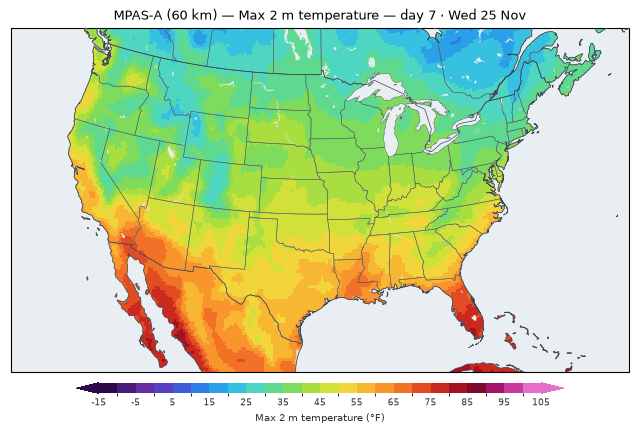 MPAS-A (60 km) — Max 2 m temperature — day 7 · Wed 25 Nov
-15 -5 5 15 25 35 45 55 65 75 85 95 105
Max 2 m temperature (°F)